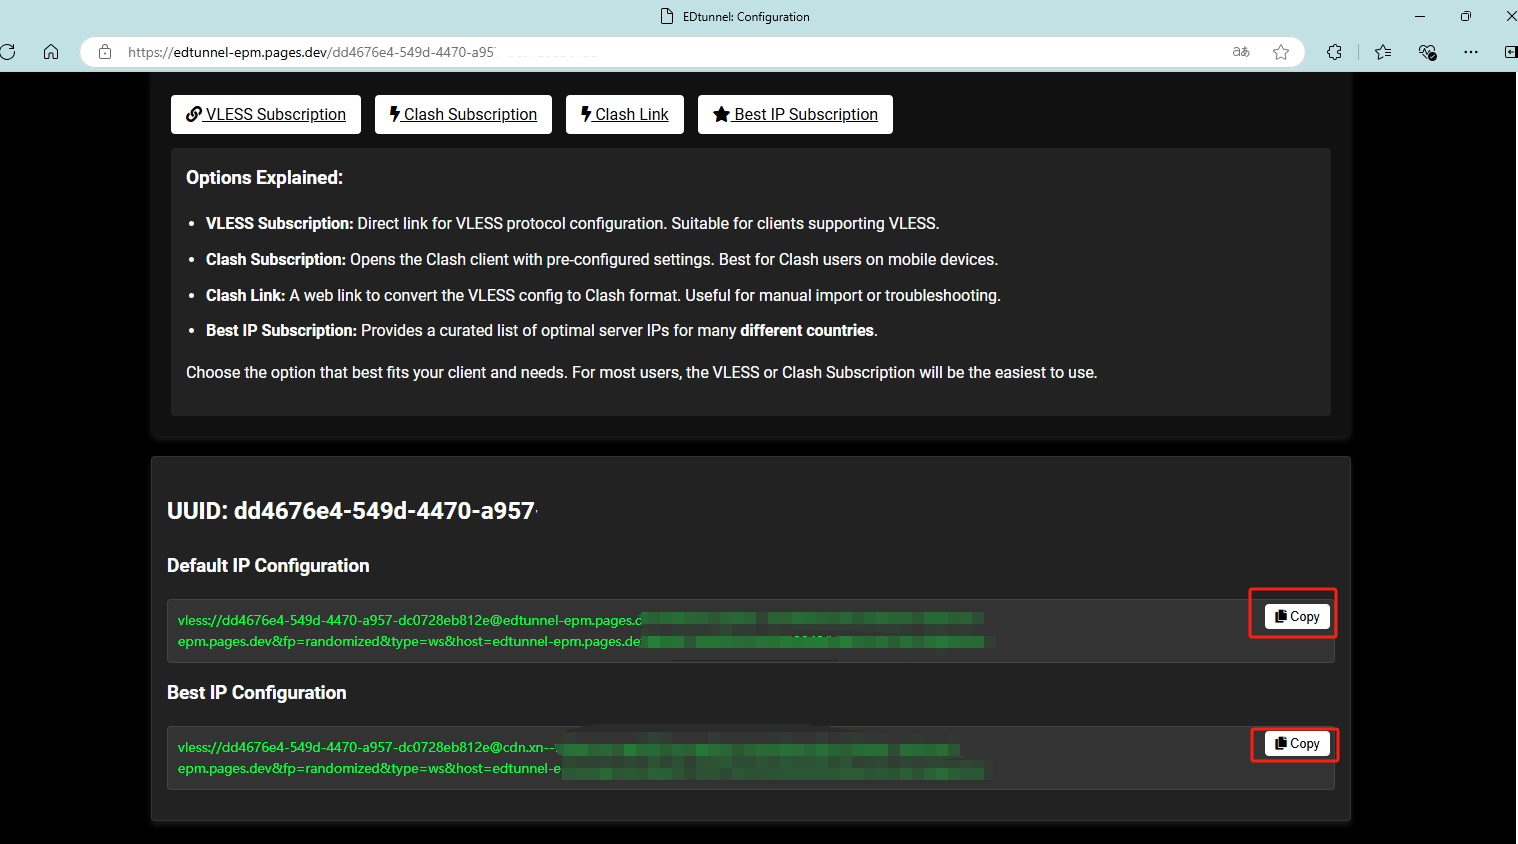 EDtunnel: Configuration
https://edtunnel-epm.pages.dev/dd4676e4-549d-4470-a95
VLESS Subscription
Clash Subscription
Clash Link
Best IP Subscription
Options Explained:
• VLESS Subscription: Direct link for VLESS protocol configuration. Suitable for clients supporting VLESS.
• Clash Subscription: Opens the Clash client with pre-configured settings. Best for Clash users on mobile devices.
• Clash Link: A web link to convert the VLESS config to Clash format. Useful for manual import or troubleshooting.
• Best IP Subscription: Provides a curated list of optimal server IPs for many different countries.
Choose the option that best fits your client and needs. For most users, the VLESS or Clash Subscription will be the easiest to use.
UUID: dd4676e4-549d-4470-a957
Default IP Configuration
vless://dd4676e4-549d-4470-a957-dc0728eb812e@edtunnel-epm.pages.
epm.pages.dev&fp=randomized&type=ws&host=edtunnel-epm.pages.de
Copy
Best IP Configuration
vless://dd4676e4-549d-4470-a957-dc0728eb812e@cdn.xn--
epm.pages.dev&fp=randomized&type=ws&host=edtunnel-e
Copy